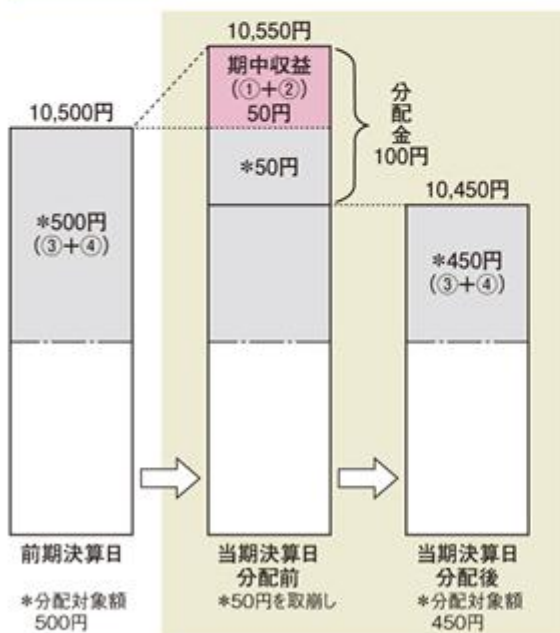 10,550円
期中収益
(①+②)
50円
10,500円
分配金
100円
*50円
10,450円
*500円
(③+④)
*450円
(③+④)
前期決算日
*分配対象額
500円
当期決算日
分配前
*50円を取崩し
当期決算日
分配後
*分配対象額
450円